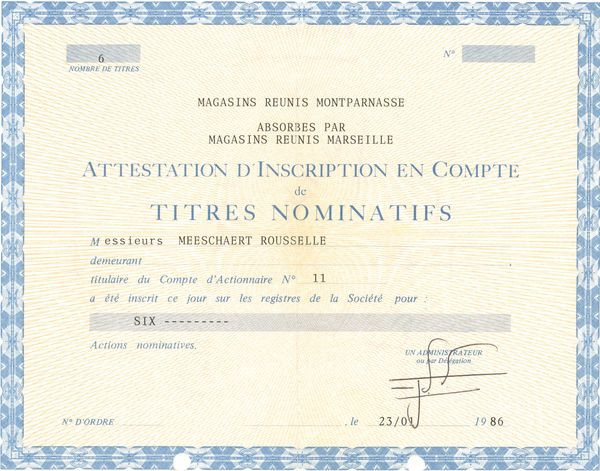 6
N°
NOMBRE DE TITRES
MAGASINS REUNIS MONTPARNASSE
ABSORBES PAR
MAGASINS REUNIS MARSEILLE
ATTESTATION D'INSCRIPTION EN COMPTE
de
TITRES NOMINATIFS
Messieurs MEESCHAERT ROUSSELLE
demeurant
titulaire du Compte d'Actionnaire N° 11
a été inscrit ce jour sur les registres de la Société pour :
SIX ---------
Actions nominatives.
UN ADMINISTRATEUR
ou par Délégation
N° D'ORDRE , le 23/01 1986